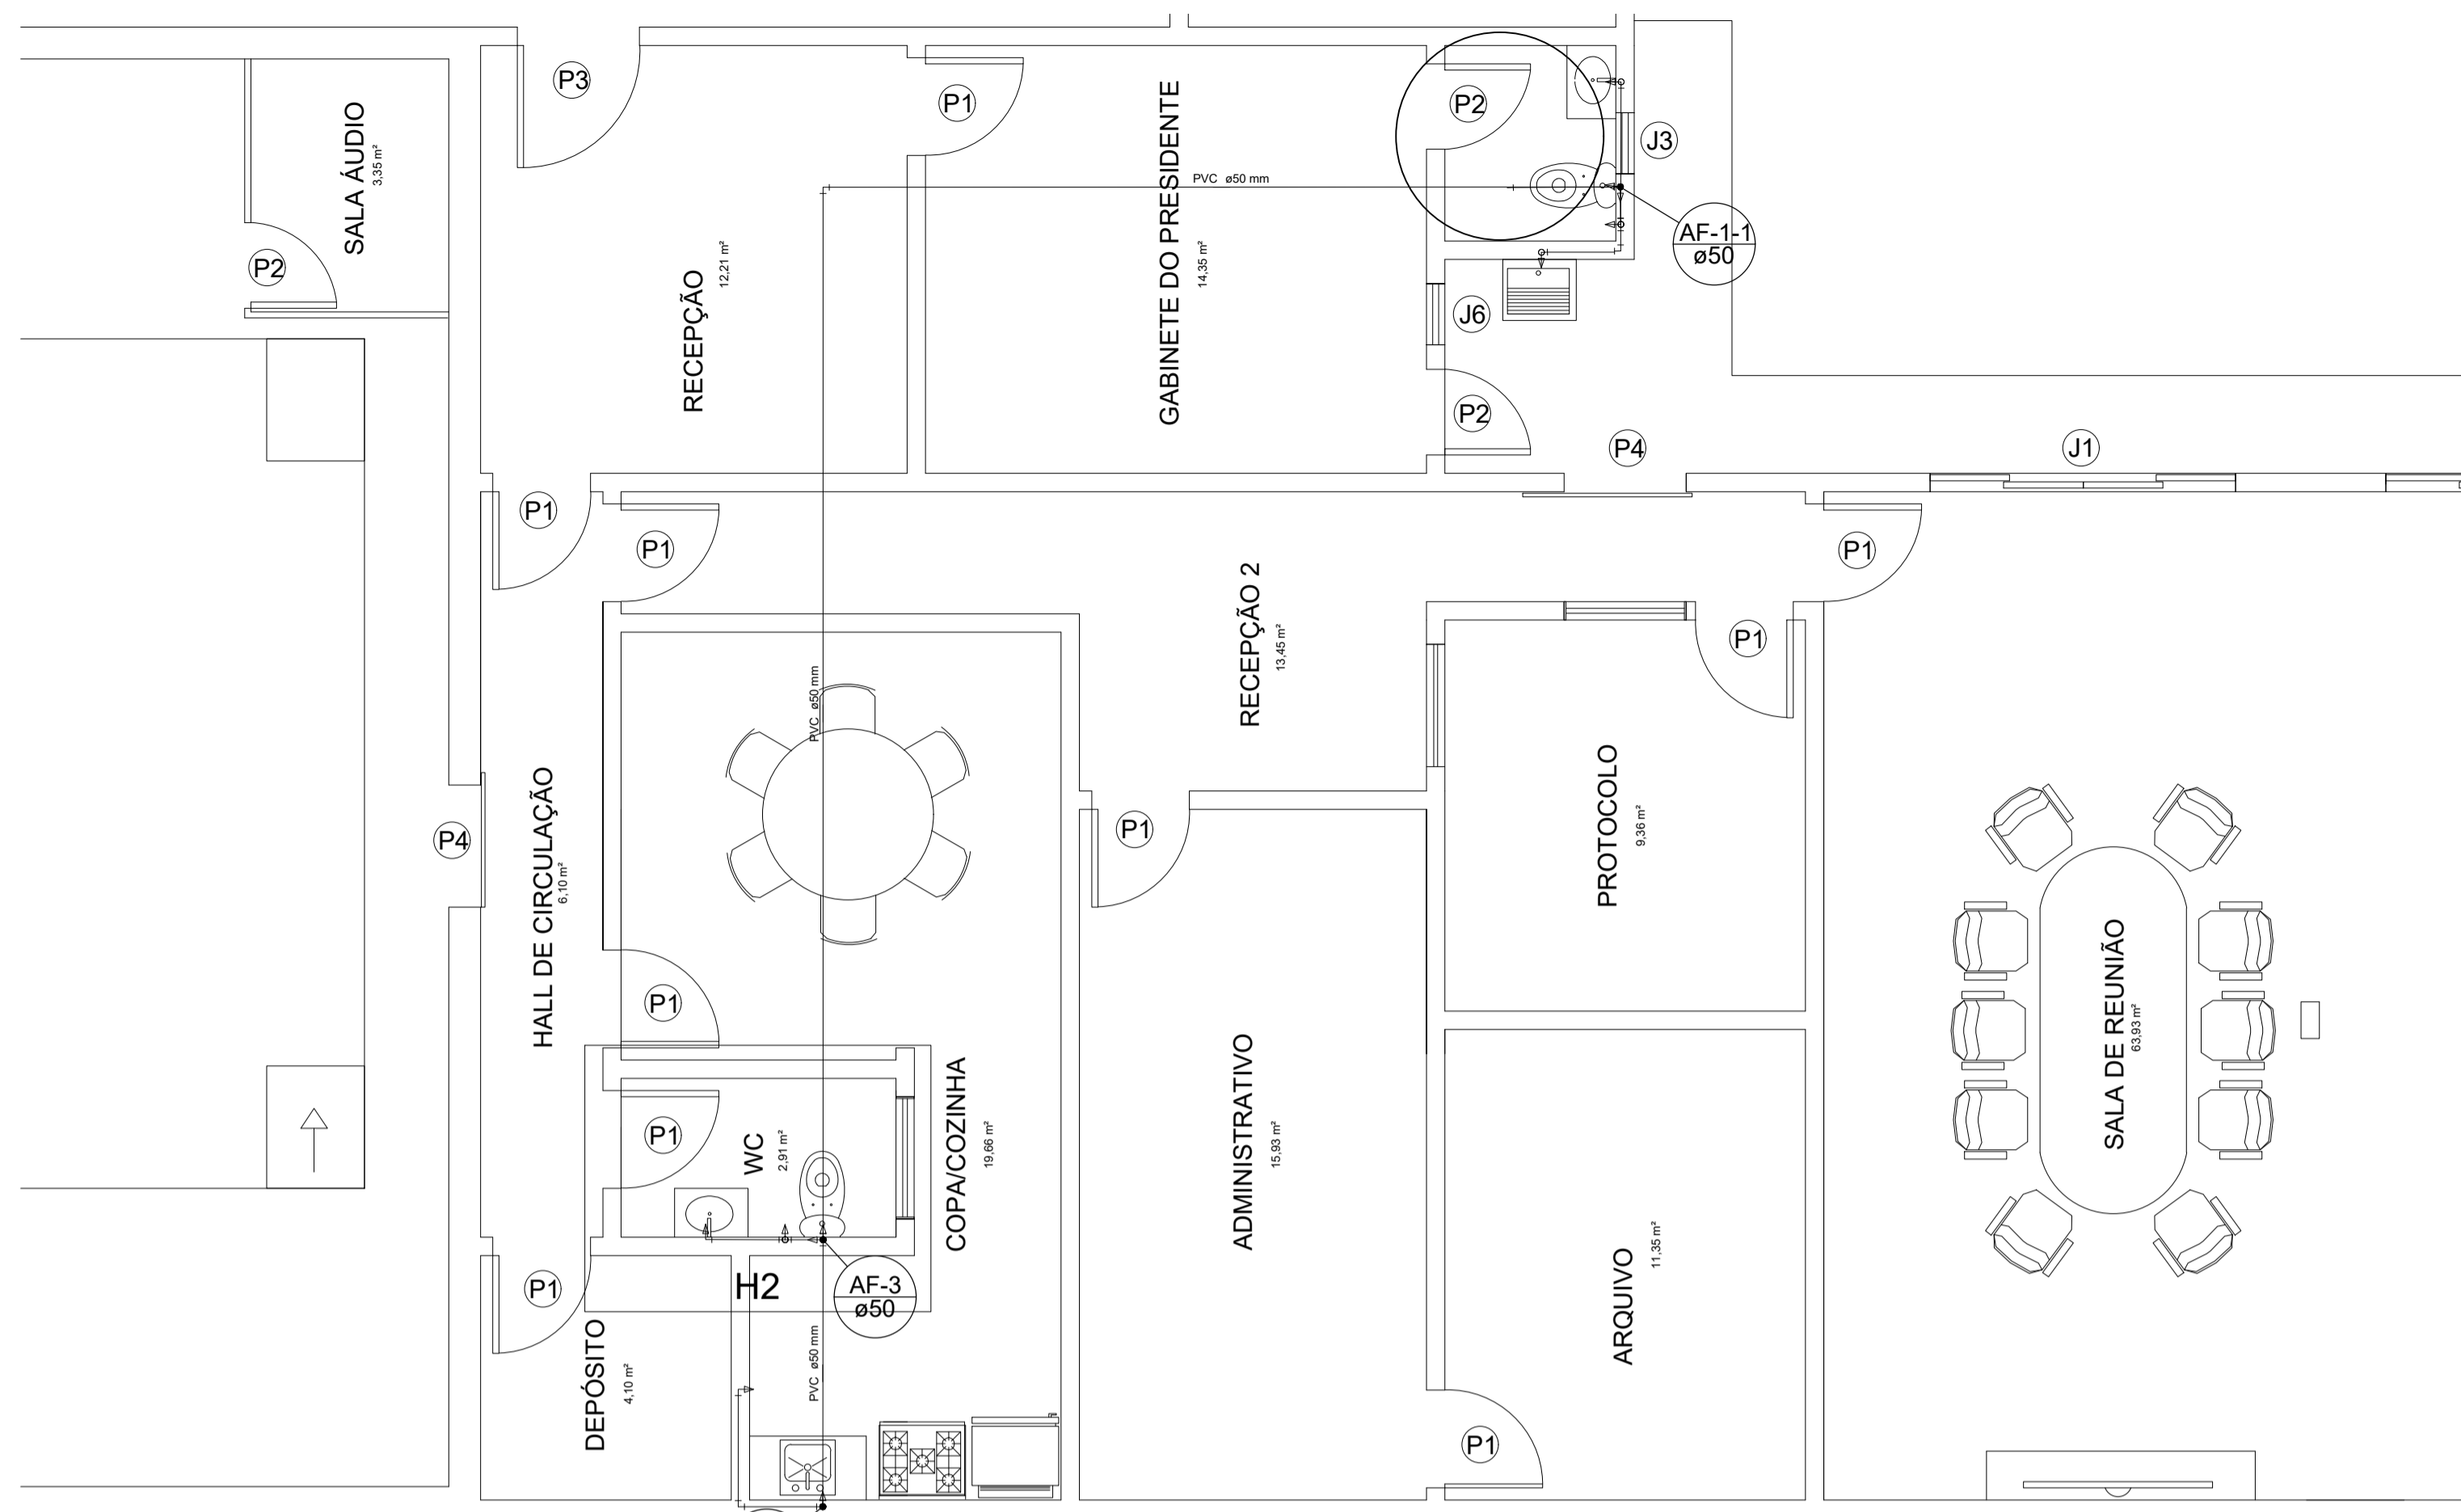 P3
P1
P2
J3
SALA ÁUDIO
3,35 m²
P2
RECEPÇÃO
12,21 m²
GABINETE DO PRESIDENTE
14,35 m²
PVC ø50 mm
AF-1-1
ø50
J6
P2
P4
J1
P1
P1
P1
RECEPÇÃO 2
13,45 m²
P1
PVC ø50 mm
P4
HALL DE CIRCULAÇÃO
6,10 m²
P1
PROTOCOLO
9,36 m²
SALA DE REUNIÃO
63,93 m²
P1
P1
WC
2,91 m²
COPA/COZINHA
19,66 m²
ADMINISTRATIVO
15,93 m²
P1
H2
AF-3
ø50
ARQUIVO
11,35 m²
DEPÓSITO
4,10 m²
PVC ø50 mm
P1